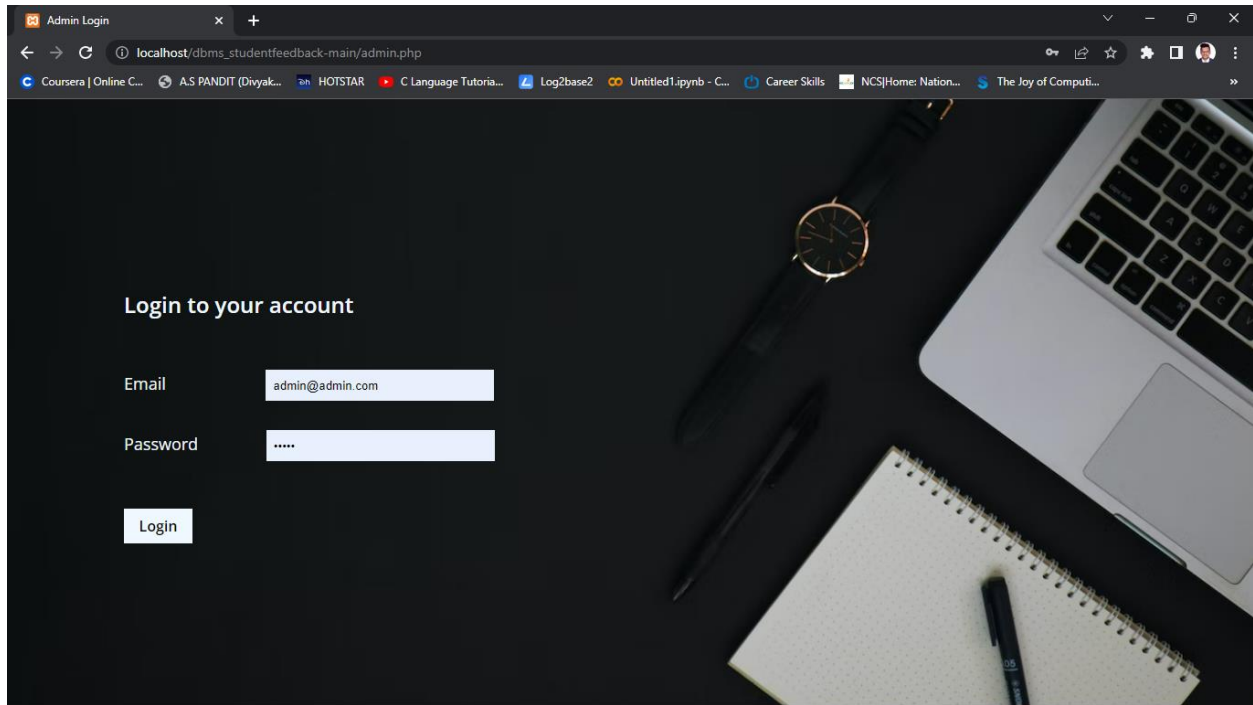 Admin Login
localhost/dbms_studentfeedback-main/admin.php
Coursera | Online C... A.S PANDIT (Divyak... HOTSTAR C Language Tutoria... Log2base2 Untitled1.ipynb - C... Career Skills NCS|Home: Nation... The Joy of Computi... »
Login to your account
Email admin@admin.com
Password •••••
Login